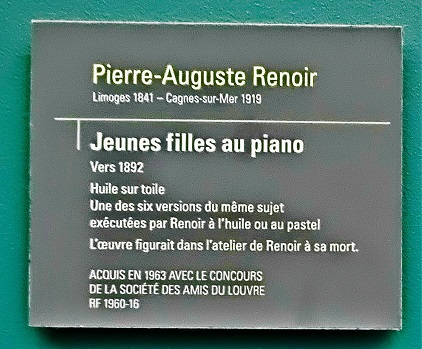 Pierre-Auguste Renoir
Limoges 1841 – Cagnes-sur-Mer 1919
Jeunes filles au piano
Vers 1892
Huile sur toile
Une des six versions du même sujet
exécutées par Renoir à l'huile ou au pastel
L'œuvre figurait dans l'atelier de Renoir à sa mort.
ACQUIS EN 1963 AVEC LE CONCOURS
DE LA SOCIÉTÉ DES AMIS DU LOUVRE
RF 1960-16